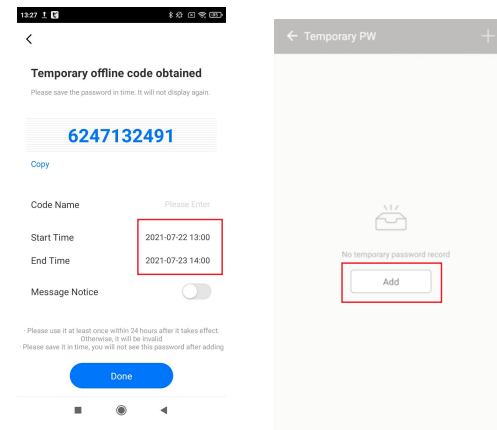 13:27
Temporary offline code obtained
Please save the password in time. It will not display again.
6247132491
Copy
Code Name Please Enter
Start Time 2021-07-22 13:00
End Time 2021-07-23 14:00
Message Notice
· Please use it at least once within 24 hours after it takes effect.
Otherwise, it will be invalid
· Please save it in time, you will not see this password after adding
Done
Temporary PW
No temporary password record
Add